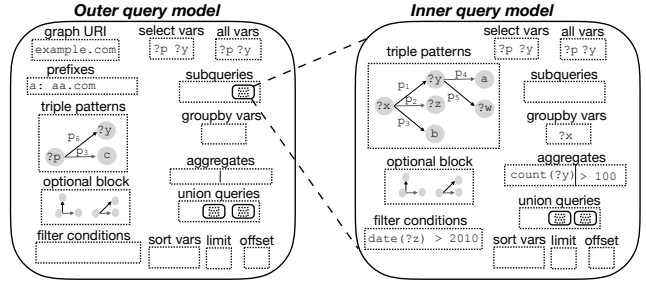 Outer query model
graph URI
example.com
select vars
?p ?y
all vars
?p ?y
prefixes
a: aa.com
subqueries
triple patterns
p6
?y
?p
p3
c
groupby vars
aggregates
optional block
union queries
filter conditions
sort vars
limit
offset
Inner query model
select vars
?p ?y
all vars
?p ?y
triple patterns
?x
p1
?y
p4
a
p2
?z
p5
?w
p3
b
subqueries
groupby vars
?x
optional block
aggregates
count(?y) > 100
union queries
filter conditions
date(?z) > 2010
sort vars
limit
offset